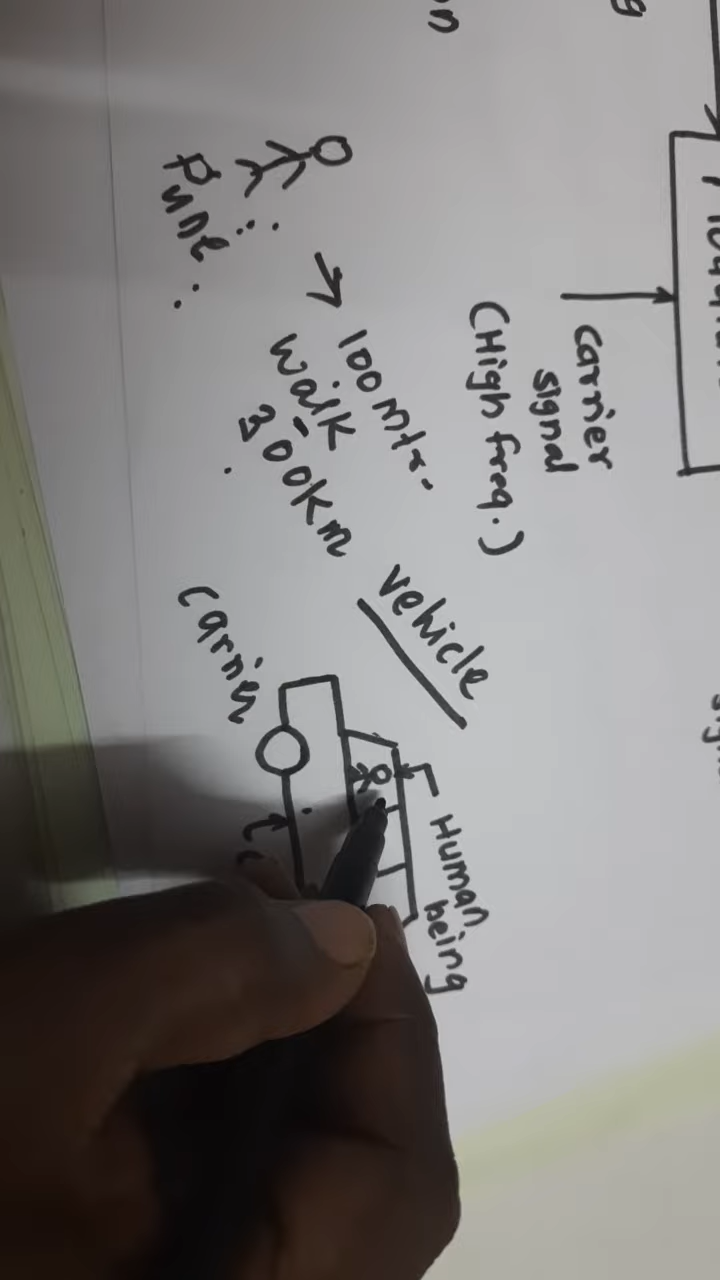 carrier
signal
(High freq.)
100 mtr.
walk
300km
Pune.
vehicle
Human
being
carrier